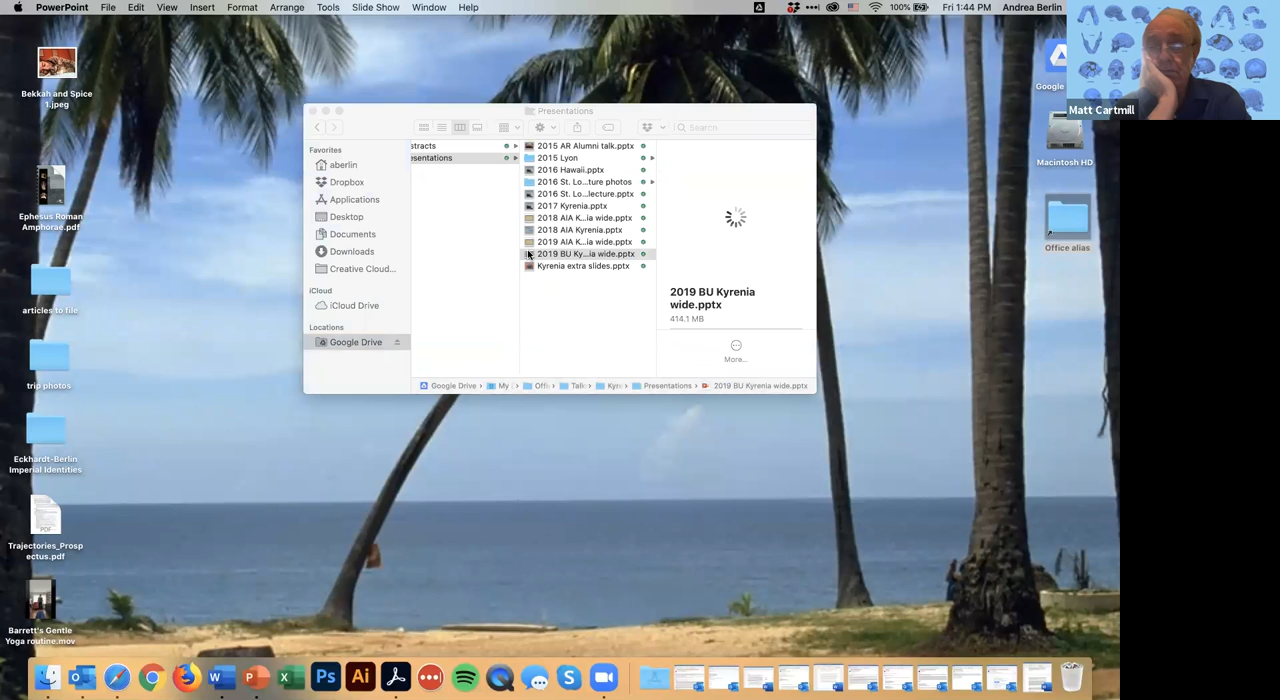 PowerPoint File Edit View Insert Format Arrange Tools Slide Show Window Help 100% Fri 1:44 PM Andrea Berlin
Matt Cartmill
Bekkah and Spice
1.jpeg
Ephesus Roman
Amphorae.pdf
articles to file
trip photos
Eckhardt-Berlin
Imperial Identities
PDF
Trajectories_Prosp
ectus.pdf
Barrett's Gentle
Yoga routine.mov
Presentations
Search
Favorites
aberlin
Dropbox
Applications
Desktop
Documents
Downloads
Creative Cloud...
iCloud
iCloud Drive
Locations
Google Drive
stracts
esentations
2015 AR Alumni talk.pptx
2015 Lyon
2016 Hawaii.pptx
2016 St. Lo...ture photos
2016 St. Lo...lecture.pptx
2017 Kyrenia.pptx
2018 AIA K...ia wide.pptx
2018 AIA Kyrenia.pptx
2019 AIA K...ia wide.pptx
2019 BU Ky...ia wide.pptx
Kyrenia extra slides.pptx
2019 BU Kyrenia
wide.pptx
414.1 MB
More...
Google Drive › My › Offi › Talk › Kyre › Presentations › 2019 BU Kyrenia wide.pptx
Google
Macintosh HD
Office alias
W P X Ps Ai S